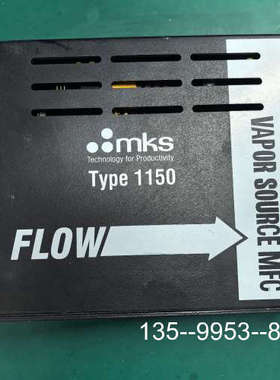 mks
Technology for Productivity
Type 1150
FLOW
VAPOR SOURCE MFC
135--9953--8